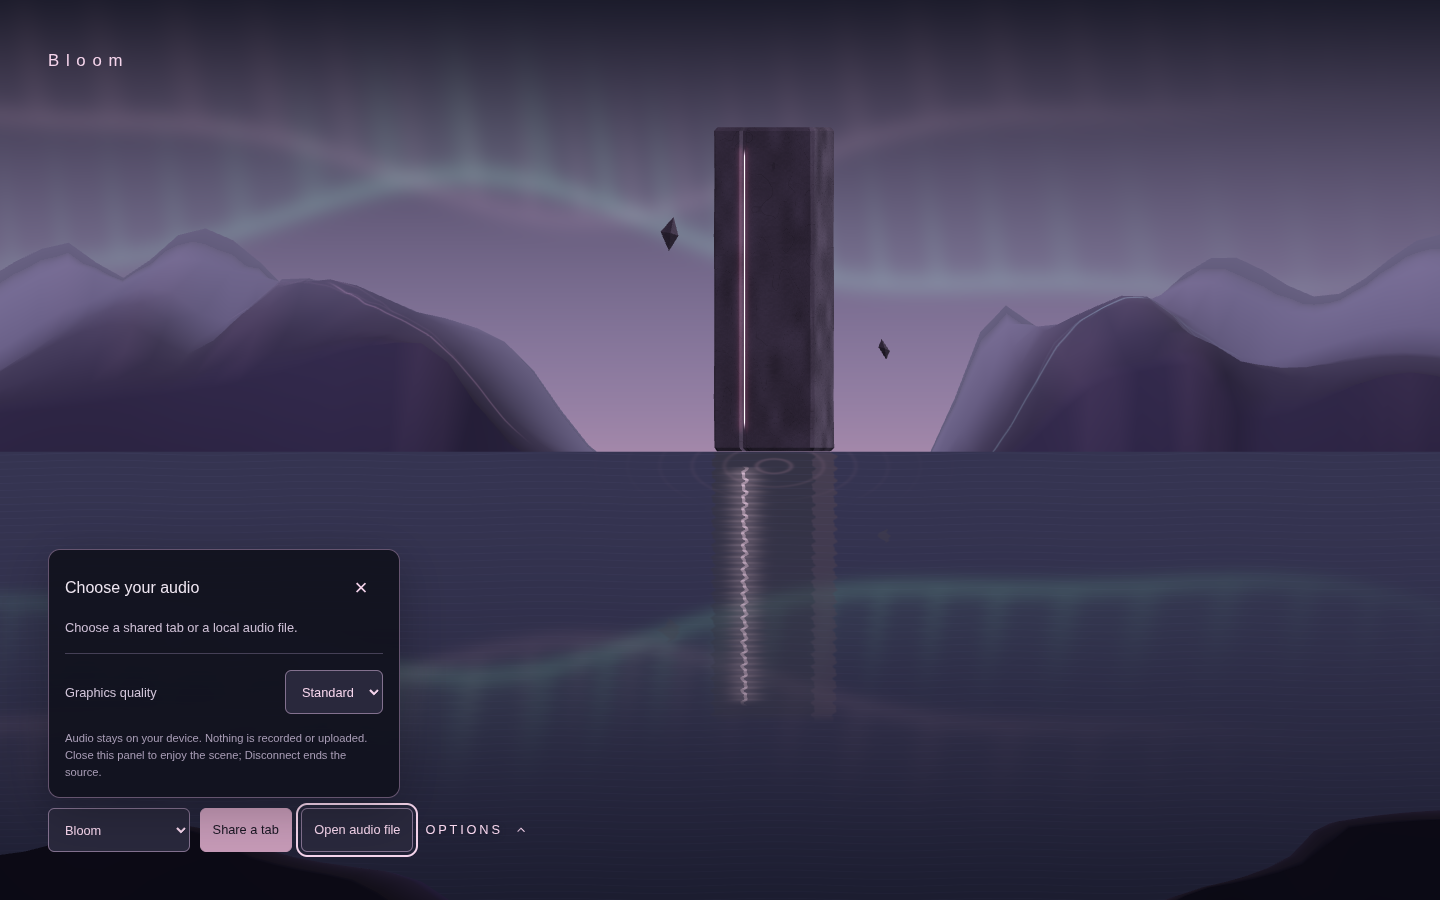 Bloom
Choose your audio
Choose a shared tab or a local audio file.
Graphics quality
Standard
Audio stays on your device. Nothing is recorded or uploaded.
Close this panel to enjoy the scene; Disconnect ends the
source.
Bloom
Share a tab
Open audio file
OPTIONS